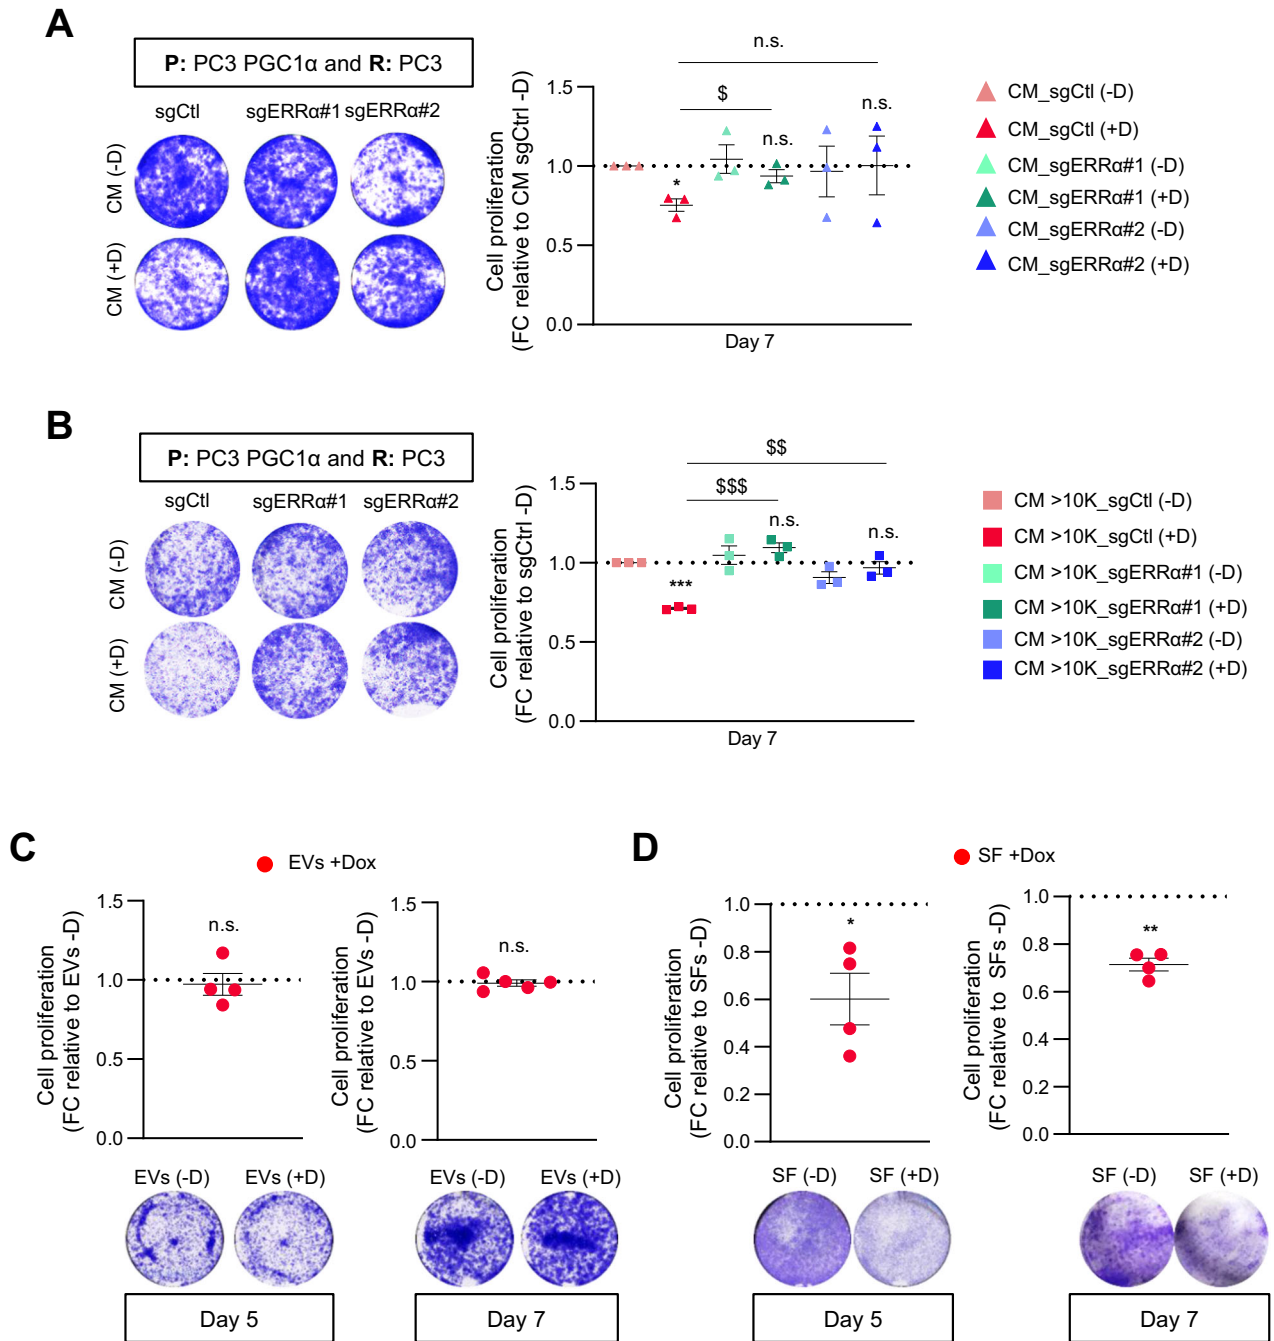 A
P: PC3 PGC1α and R: PC3
sgCtl sgERRα#1 sgERRα#2
CM (-D)
CM (+D)
Cell proliferation
(FC relative to CM sgCtrl -D)
1.5
1.0
0.5
0.0
n.s.
$
*
n.s.
n.s.
Day 7
CM_sgCtl (-D)
CM_sgCtl (+D)
CM_sgERRα#1 (-D)
CM_sgERRα#1 (+D)
CM_sgERRα#2 (-D)
CM_sgERRα#2 (+D)
B
P: PC3 PGC1α and R: PC3
sgCtl sgERRα#1 sgERRα#2
CM (-D)
CM (+D)
Cell proliferation
(FC relative to sgCtrl -D)
1.5
1.0
0.5
0.0
$$
$$$
***
n.s.
n.s.
Day 7
CM >10K_sgCtl (-D)
CM >10K_sgCtl (+D)
CM >10K_sgERRα#1 (-D)
CM >10K_sgERRα#1 (+D)
CM >10K_sgERRα#2 (-D)
CM >10K_sgERRα#2 (+D)
C
EVs +Dox
Cell proliferation
(FC relative to EVs -D)
1.5
1.0
0.5
0.0
n.s.
Cell proliferation
(FC relative to EVs -D)
1.5
1.0
0.5
0.0
n.s.
EVs (-D) EVs (+D)
EVs (-D) EVs (+D)
Day 5
Day 7
D
SF +Dox
Cell proliferation
(FC relative to SFs -D)
1.0
0.8
0.6
0.4
0.2
0.0
*
Cell proliferation
(FC relative to SFs -D)
1.0
0.8
0.6
0.4
0.2
0.0
**
SF (-D) SF (+D)
SF (-D) SF (+D)
Day 5
Day 7